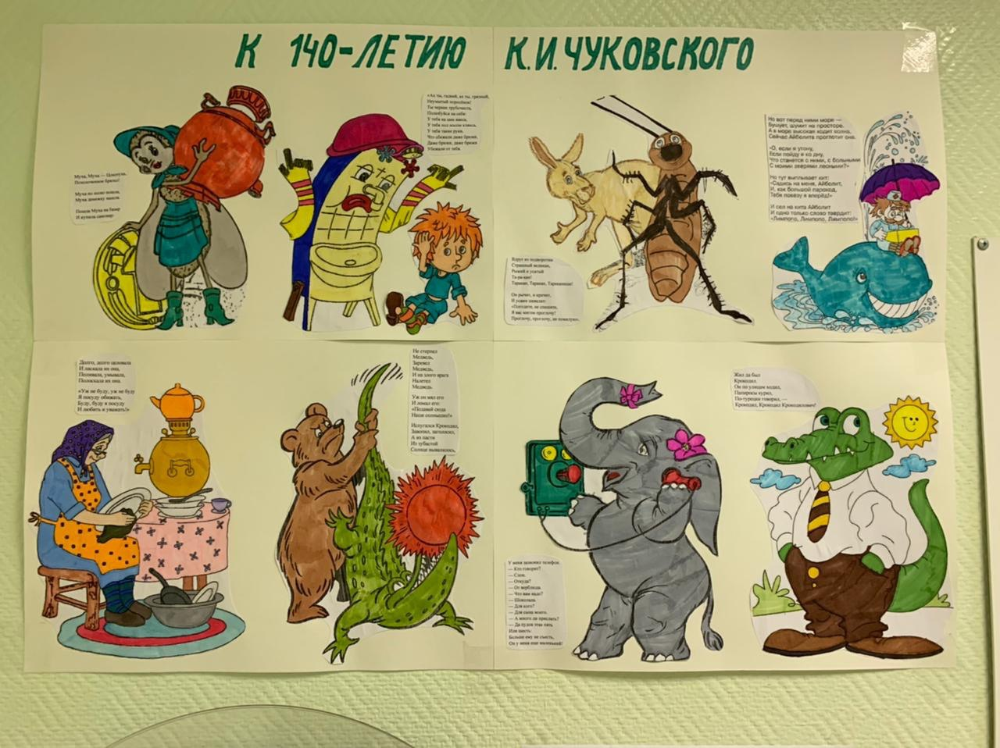 К 140-ЛЕТИЮ К.И.ЧУКОВСКОГО
Муха, Муха — Цокотуха,
Позолоченное брюхо!
Муха по полю пошла,
Муха денежку нашла.
Пошла Муха на базар
И купила самовар
«Ах ты, гадкий, ах ты, грязный,
Неумытый поросёнок!
Ты чернее трубочиста,
Полюбуйся на себя:
У тебя на шее вакса,
У тебя под носом клякса,
У тебя такие руки,
Что сбежали даже брюки,
Даже брюки, даже брюки
Убежали от тебя.
Вдруг из подворотни
Страшный великан,
Рыжий и усатый
Та-ра-кан!
Таракан, Таракан, Тараканище!
Он рычит, и кричит,
И усами шевелит:
«Погодите, не спешите,
Я вас мигом проглочу!
Проглочу, проглочу, не помилую».
Но вот перед ними море —
Бушует, шумит на просторе.
А в море высокая ходит волна,
Сейчас Айболита проглотит она.
"О, если я утону,
Если пойду я ко дну,
Что станется с ними, с больными
С моими зверями лесными?"
Но тут выплывает кит:
«Садись на меня, Айболит,
И, как большой пароход,
Тебя повезу я вперёд!»
И сел на кита Айболит
И одно только слово твердит:
«Лимпопо, Лимпопо, Лимпопо!»
Долго, долго целовала
И ласкала их она,
Поливала, умывала,
Полоскала их она.
«Уж не буду, уж не буду
Я посуду обижать,
Буду, буду я посуду
И любить и уважать!»
Не стерпел
Медведь,
Заревел
Медведь,
И на злого врага
Налетел
Медведь.
Уж он мял его
И ломал его:
«Подавай сюда
Наше солнышко!»
Испугался Крокодил,
Завопил, заголосил,
А из пасти
Из зубастой
Солнце вывалилось,
У меня зазвонил телефон.
— Кто говорит?
— Слон.
— Откуда?
— От верблюда.
— Что вам надо?
— Шоколада.
— Для кого?
— Для сына моего.
— А много ли прислать?
— Да пудов этак пять
Или шесть:
Больше ему не съесть,
Он у меня еще маленький!
Жил да был
Крокодил.
Он по улицам ходил,
Папиросы курил,
По-турецки говорил, —
Крокодил, Крокодил Крокодилович!